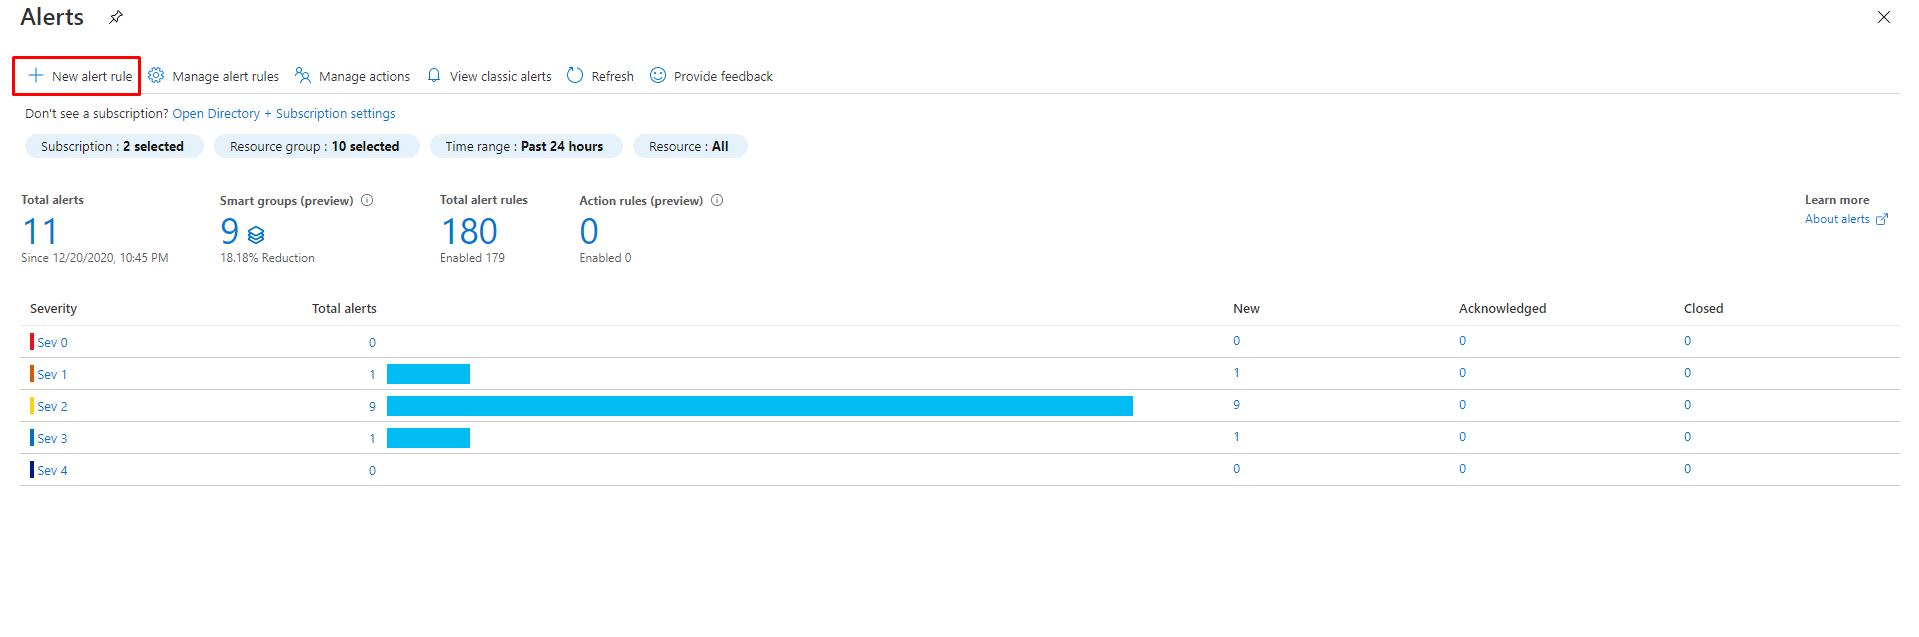 Alerts
New alert rule Manage alert rules Manage actions View classic alerts Refresh Provide feedback
Don't see a subscription? Open Directory + Subscription settings
Subscription : 2 selected Resource group : 10 selected Time range : Past 24 hours Resource : All
Total alerts Smart groups (preview) Total alert rules Action rules (preview) Learn more
11 9 180 0 About alerts
Since 12/20/2020, 10:45 PM 18.18% Reduction Enabled 179 Enabled 0
Severity Total alerts New Acknowledged Closed
Sev 0 0 0 0 0
Sev 1 1 1 0 0
Sev 2 9 9 0 0
Sev 3 1 1 0 0
Sev 4 0 0 0 0